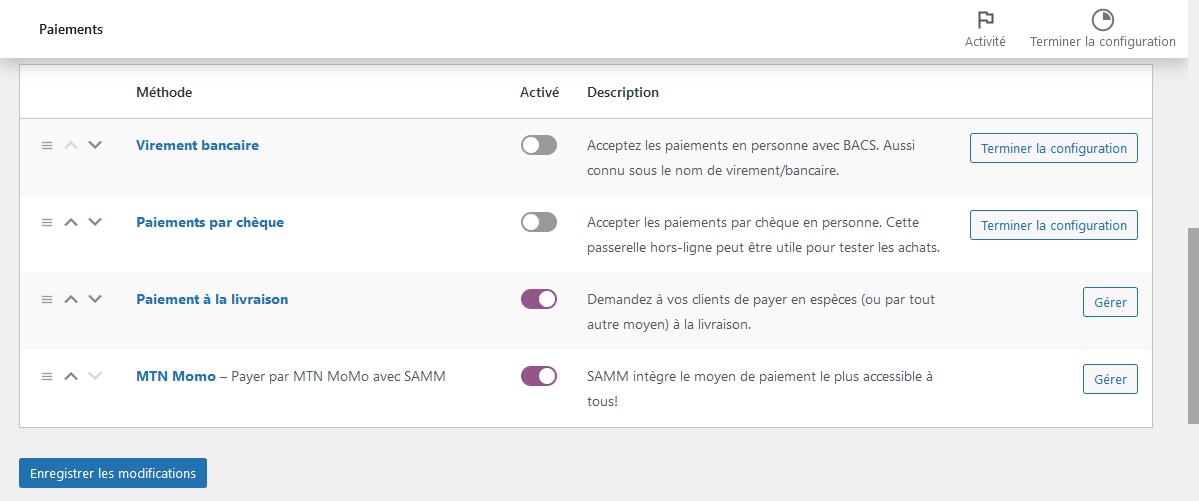 Paiements
Activité
Terminer la configuration
Méthode Activé Description
Virement bancaire
Acceptez les paiements en personne avec BACS. Aussi
connu sous le nom de virement/bancaire.
Terminer la configuration
Paiements par chèque
Accepter les paiements par chèque en personne. Cette
passerelle hors-ligne peut être utile pour tester les achats.
Terminer la configuration
Paiement à la livraison
Demandez à vos clients de payer en espèces (ou par tout
autre moyen) à la livraison.
Gérer
MTN Momo – Payer par MTN MoMo avec SAMM
SAMM intègre le moyen de paiement le plus accessible à
tous!
Gérer
Enregistrer les modifications